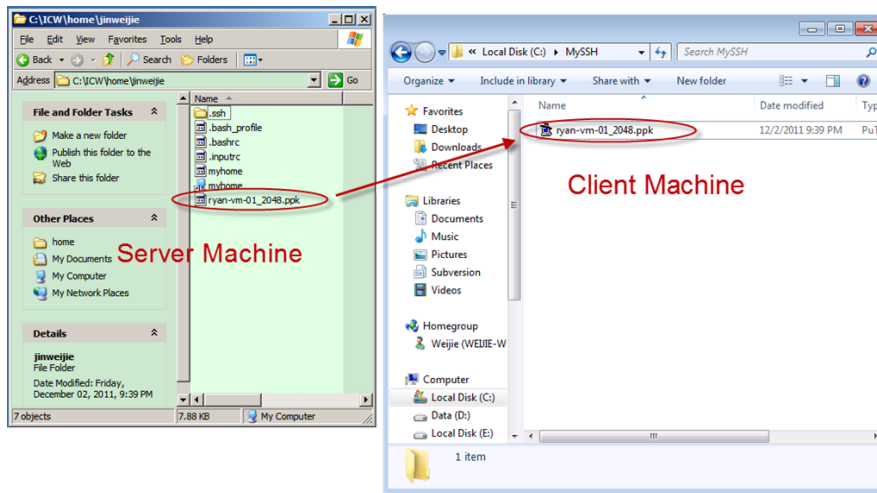 C:\ICW\home\jinweijie
File Edit View Favorites Tools Help
Back Search Folders
Address C:\ICW\home\jinweijie Go
File and Folder Tasks
Make a new folder
Publish this folder to the
Web
Share this folder
Other Places
home
My Documents
My Computer
My Network Places
Details
jinweijie
File Folder
Date Modified: Friday,
December 02, 2011, 9:39 PM
Name
.ssh
.bash_profile
.bashrc
.inputrc
myhome
myhome
ryan-vm-01_2048.ppk
Server Machine
7 objects 7.88 KB My Computer
« Local Disk (C:) MySSH Search MySSH
Organize Include in library Share with New folder
Favorites
Desktop
Downloads
Recent Places
Libraries
Documents
Music
Pictures
Subversion
Videos
Homegroup
Weijie (WEIJIE-W
Computer
Local Disk (C:)
Data (D:)
Local Disk (E:)
Name Date modified Typ
ryan-vm-01_2048.ppk 12/2/2011 9:39 PM PuT
Client Machine
1 item